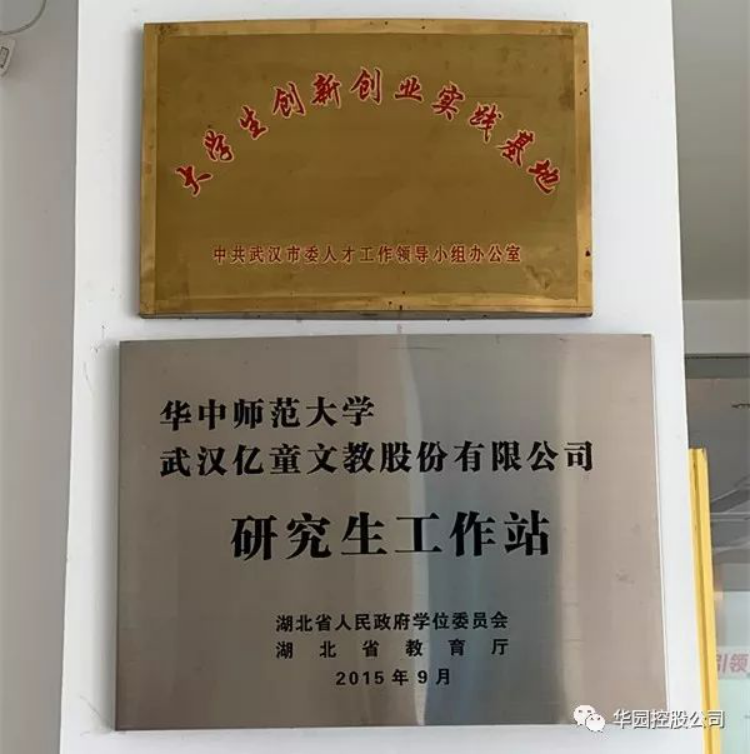 大学生创新创业实践基地
中共武汉市委人才工作领导小组办公室
华中师范大学
武汉亿童文教股份有限公司
研究生工作站
湖北省人民政府学位委员会
湖北省教育厅
2015年9月
引领
华园控股公司